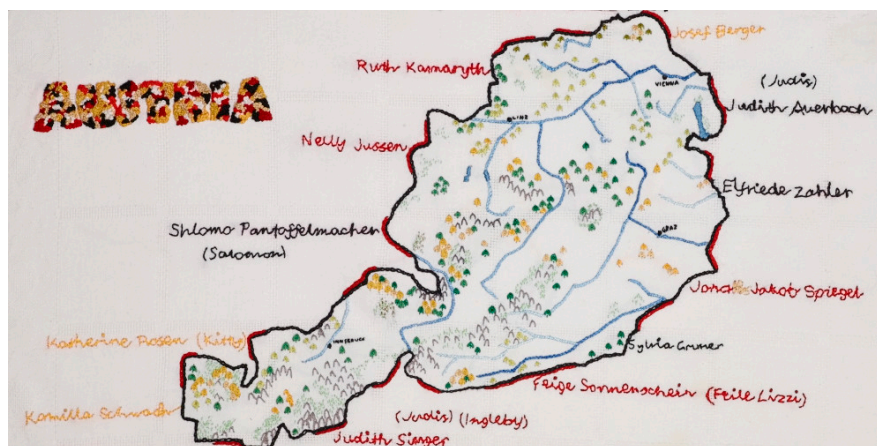 AUSTRIA
Josef Berger
Ruth Kamaryth
VIENNA
(Judis)
Judith Auerbach
LINZ
Nelly Jussen
Elfriede Zahler
Shlomo Pantoffelmacher
(Salomon)
GRAZ
Jakob Spiegel
Katherine Rosen (Kitty)
INNSBRUCK
Sylvia Gruner
Feige Sonnenschein (Feile Lizzi)
Kamilla Schwach
(Judis) (Ingleby)
Judith Singer